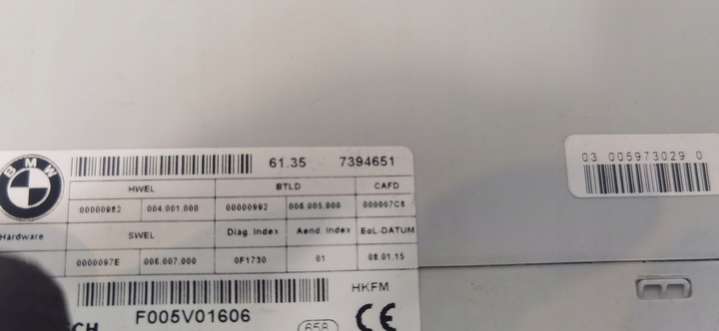 BMW
61.35 7394651
03 005973029 0
HWEL BTLD CAFD
00000982 004.001.000 00000992 006.005.000 000007C8
Hardware SWEL Diag. Index Aend. Index EoL-DATUM
0000097E 006.007.000 0F1730 01 08.01.15
HKFM
F005V01606
CH 658 CE